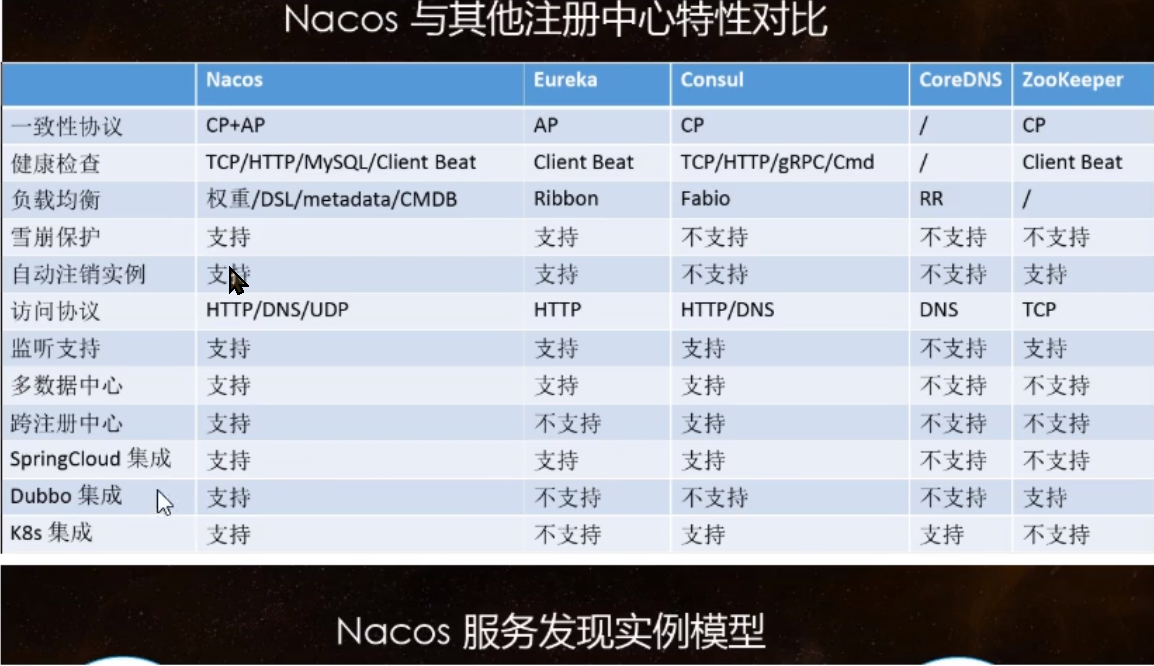 Nacos 与其他注册中心特性对比
Nacos Eureka Consul CoreDNS ZooKeeper
一致性协议 CP+AP AP CP / CP
健康检查 TCP/HTTP/MySQL/Client Beat Client Beat TCP/HTTP/gRPC/Cmd / Client Beat
负载均衡 权重/DSL/metadata/CMDB Ribbon Fabio RR /
雪崩保护 支持 支持 不支持 不支持 不支持
自动注销实例 支持 支持 不支持 不支持 支持
访问协议 HTTP/DNS/UDP HTTP HTTP/DNS DNS TCP
监听支持 支持 支持 支持 不支持 支持
多数据中心 支持 支持 支持 不支持 不支持
跨注册中心 支持 不支持 支持 不支持 不支持
SpringCloud 集成 支持 支持 支持 不支持 不支持
Dubbo 集成 支持 不支持 不支持 不支持 支持
K8s 集成 支持 不支持 支持 支持 不支持
Nacos 服务发现实例模型